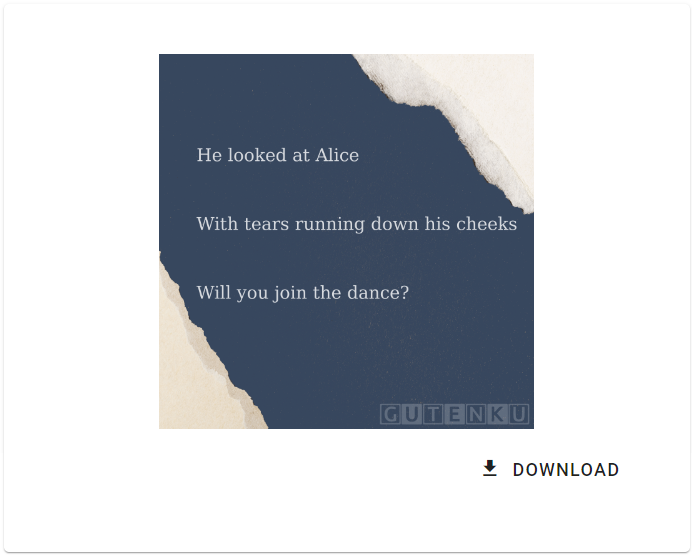 He looked at Alice
With tears running down his cheeks
Will you join the dance?
GUTENKU
DOWNLOAD